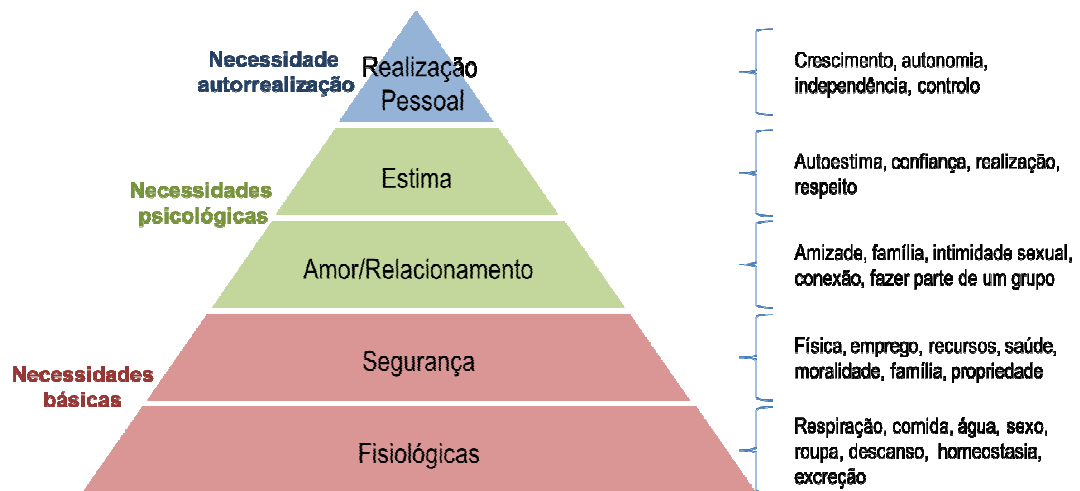 Necessidade
autorrealização
Realização
Pessoal
Crescimento, autonomia,
independência, controlo
Necessidades
psicológicas
Estima
Autoestima, confiança, realização,
respeito
Amor/Relacionamento
Amizade, família, intimidade sexual,
conexão, fazer parte de um grupo
Necessidades
básicas
Segurança
Física, emprego, recursos, saúde,
moralidade, família, propriedade
Fisiológicas
Respiração, comida, água, sexo,
roupa, descanso, homeostasia,
excreção